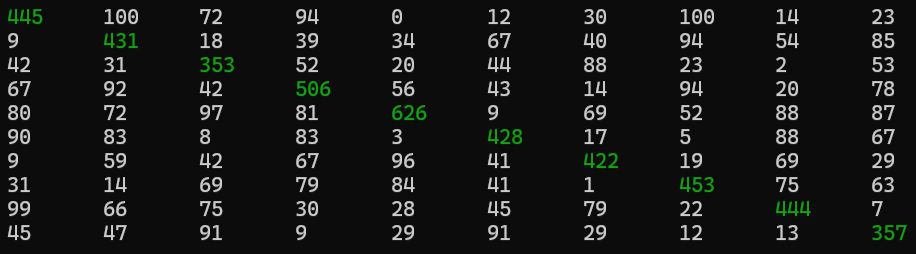 445 100 72 94 0 12 30 100 14 23
9 431 18 39 34 67 40 94 54 85
42 31 353 52 20 44 88 23 2 53
67 92 42 506 56 43 14 94 20 78
80 72 97 81 626 9 69 52 88 87
90 83 8 83 3 428 17 5 88 67
9 59 42 67 96 41 422 19 69 29
31 14 69 79 84 41 1 453 75 63
99 66 75 30 28 45 79 22 444 7
45 47 91 9 29 91 29 12 13 357